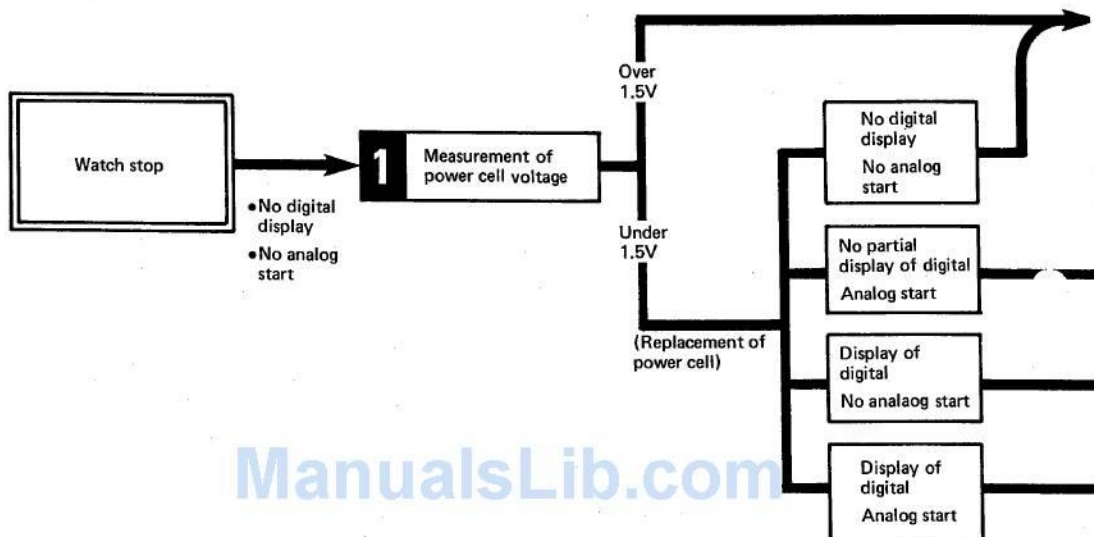 Watch stop
•No digital
display
•No analog
start
1
Measurement of
power cell voltage
Over
1.5V
Under
1.5V
(Replacement of
power cell)
No digital
display
No analog
start
No partial
display of digital
Analog start
Display of
digital
No analaog start
Display of
digital
Analog start
ManualsLib.com